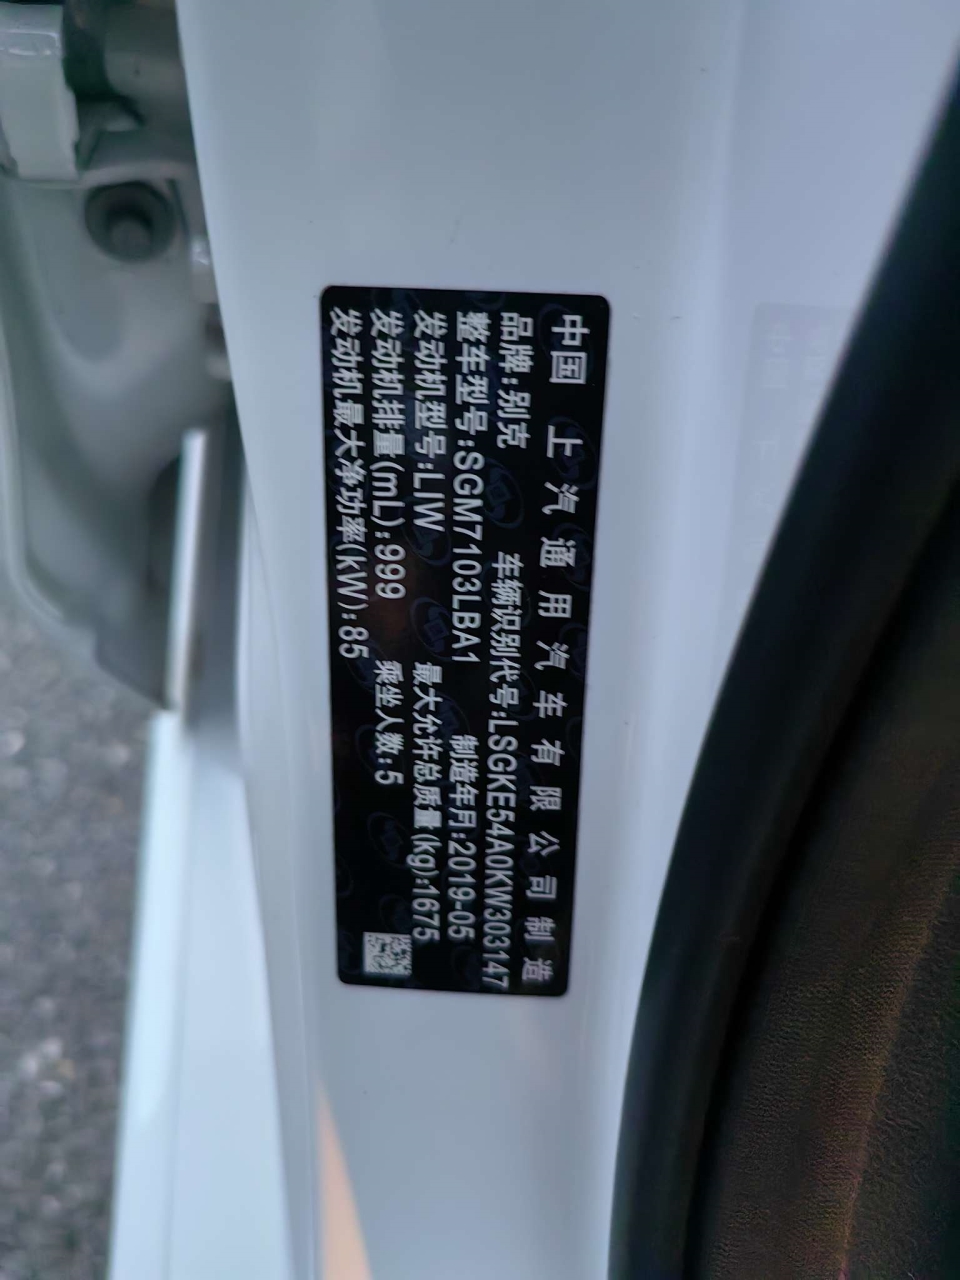 中国 上汽通用汽车有限公司制造
品牌:别克 车辆识别代号:LSGKE54A0KW303147
整车型号:SGM7103LBA1 制造年月:2019-05
发动机型号:LIW 最大允许总质量(kg):1675
发动机排量(mL):999 乘坐人数:5
发动机最大净功率(kW):85